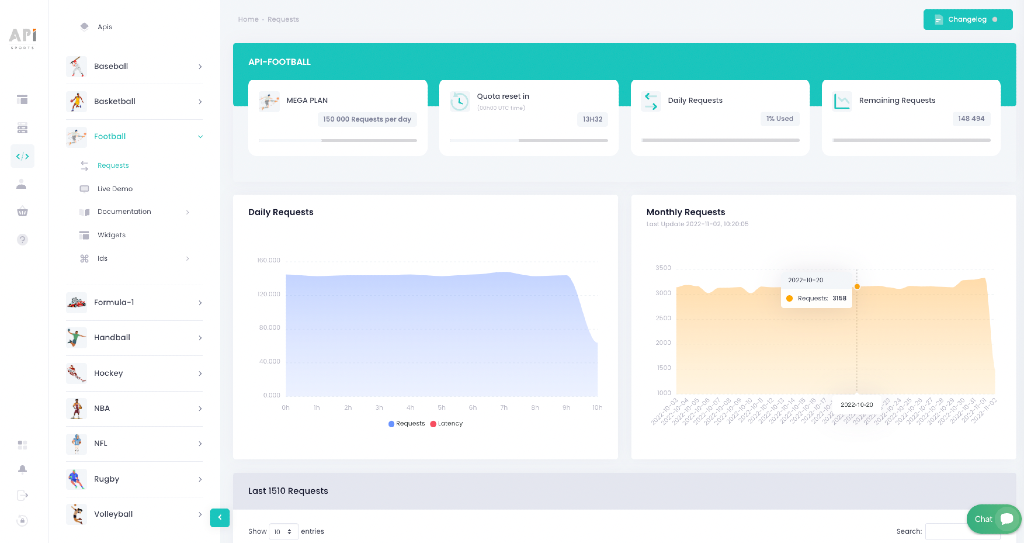 API
SPORTS
Apis
Baseball
Basketball
Football
Requests
Live Demo
Documentation
Widgets
Ids
Formula-1
Handball
Hockey
NBA
NFL
Rugby
Volleyball
Home - Requests
Changelog
API-FOOTBALL
MEGA PLAN
150 000 Requests per day
Quota reset in
13H32
Daily Requests
1% Used
Remaining Requests
148 494
Daily Requests
160,000
120,000
80,000
40,000
0,000
0h 1h 2h 3h 4h 5h 6h 7h 8h 9h 10h
Requests Latency
Monthly Requests
Last Update 2022-11-02, 10:20:05
3500
3000
2500
2000
1500
1000
2022-10-20
Requests: 3158
2022-10-20
Last 1510 Requests
Show 10 entries
Search:
Chat